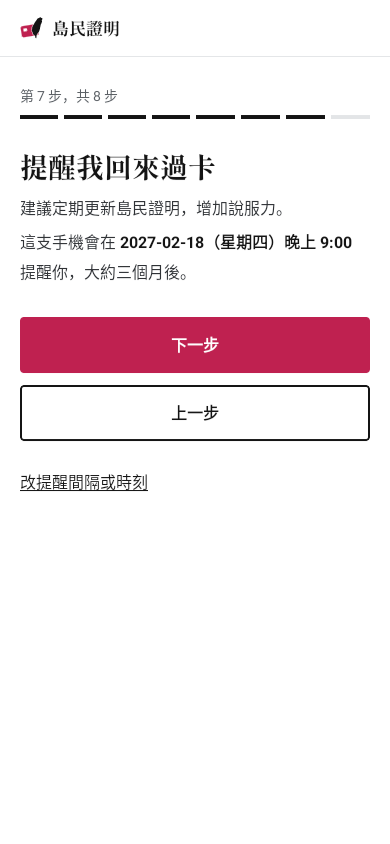 島民證明
第 7 步，共 8 步
提醒我回來過卡
建議定期更新島民證明，增加說服力。
這支手機會在 2027-02-18（星期四）晚上 9:00
提醒你，大約三個月後。
下一步
上一步
改提醒間隔或時刻